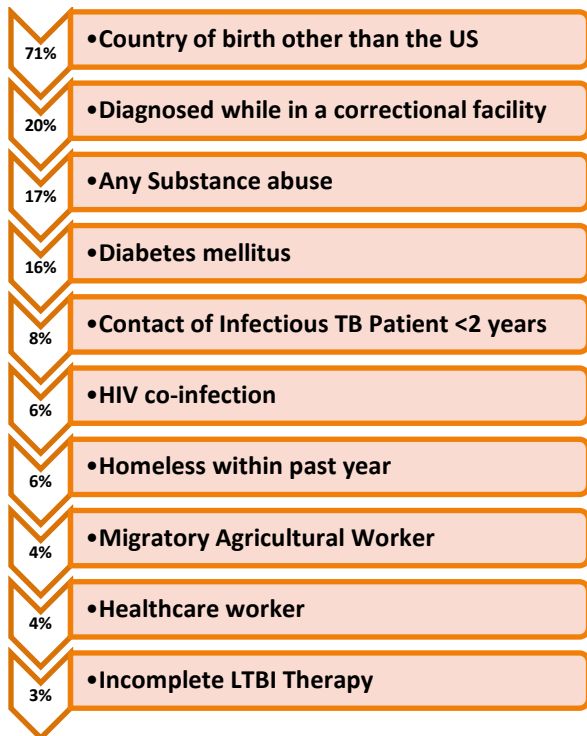 71%
•Country of birth other than the US
20%
•Diagnosed while in a correctional facility
17%
•Any Substance abuse
16%
•Diabetes mellitus
8%
•Contact of Infectious TB Patient <2 years
6%
•HIV co-infection
6%
•Homeless within past year
4%
•Migratory Agricultural Worker
4%
•Healthcare worker
3%
•Incomplete LTBI Therapy